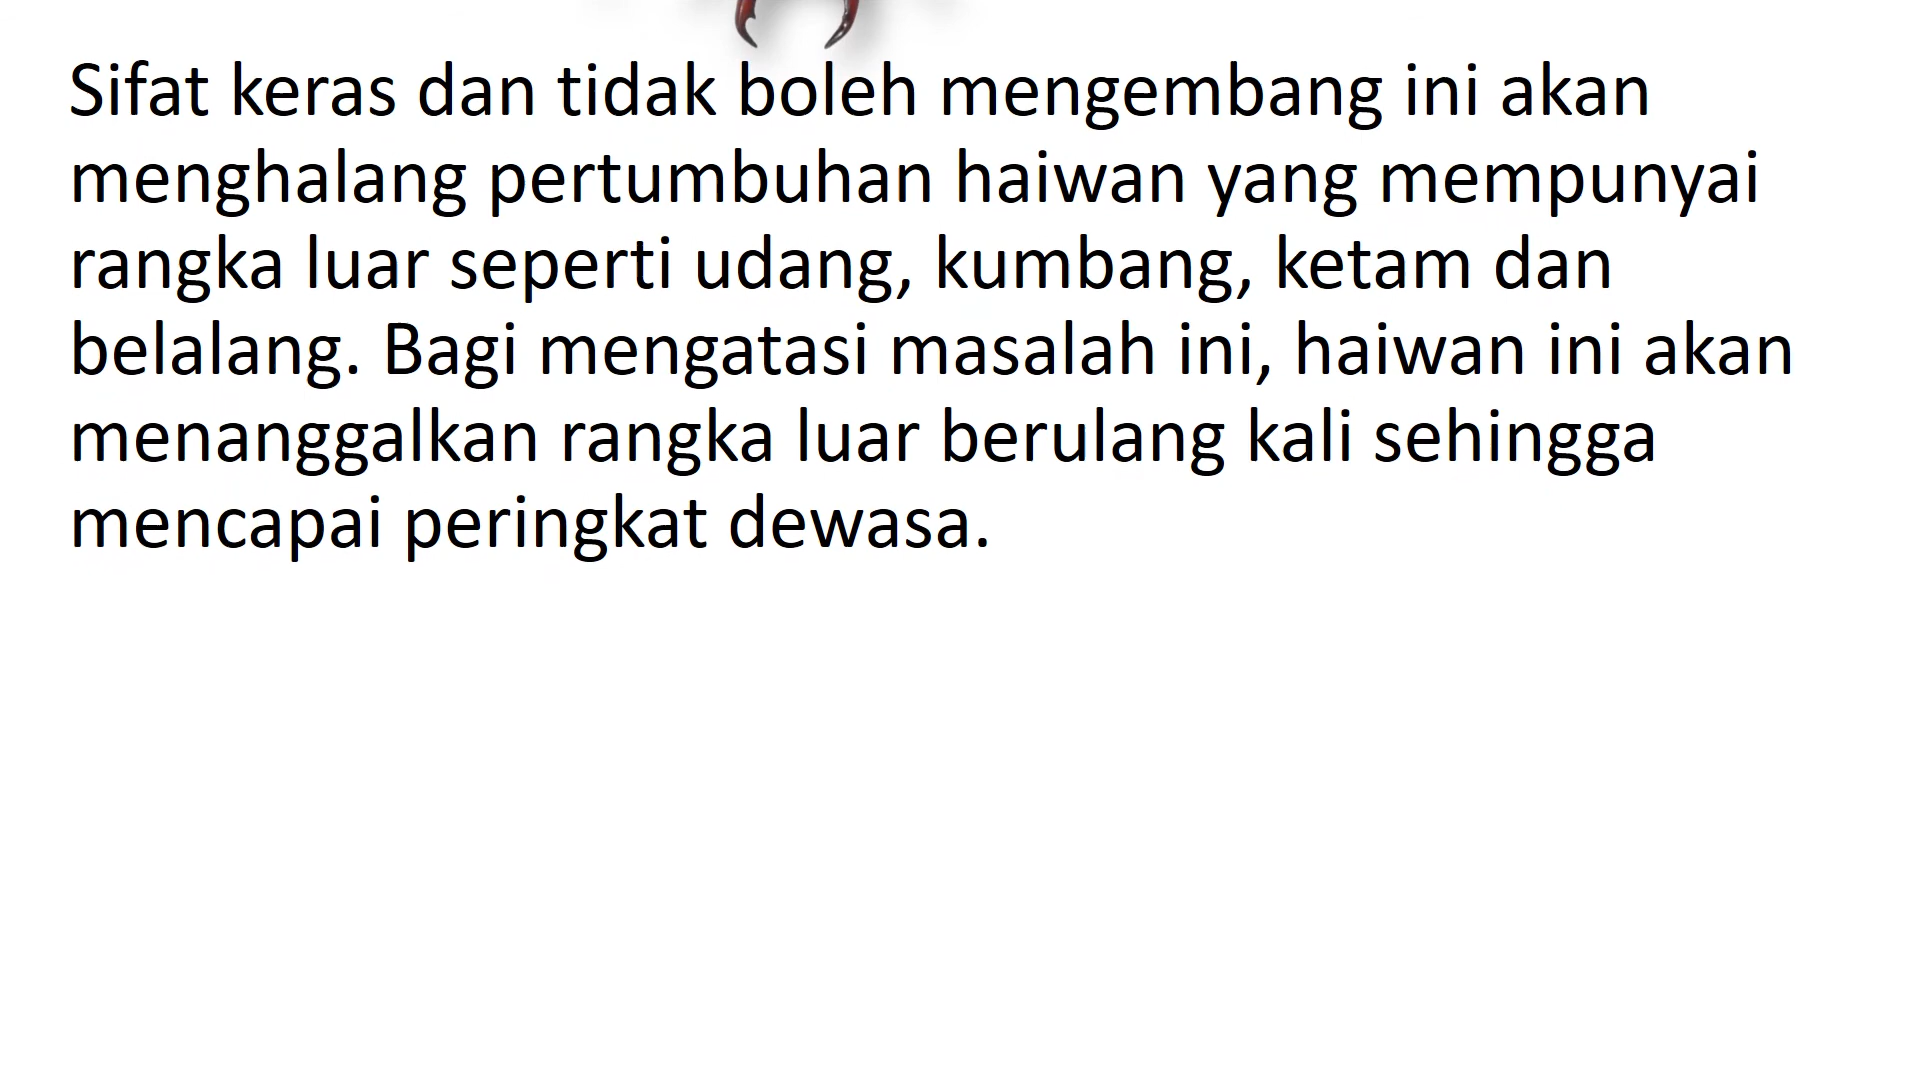 Sifat keras dan tidak boleh mengembang ini akan
menghalang pertumbuhan haiwan yang mempunyai
rangka luar seperti udang, kumbang, ketam dan
belalang. Bagi mengatasi masalah ini, haiwan ini akan
menanggalkan rangka luar berulang kali sehingga
mencapai peringkat dewasa.